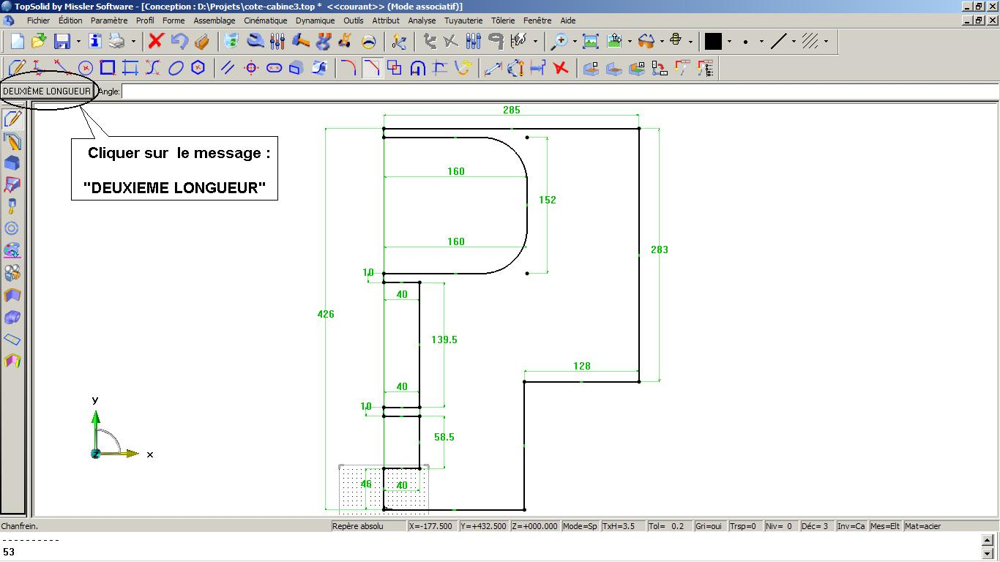 TopSolid by Missler Software - [Conception : D:\Projets\cote-cabine3.top * <<courant>> (Mode associatif)]
Fichier Édition Paramètre Profil Forme Assemblage Cinématique Dynamique Outils Attribut Analyse Tuyauterie Tôlerie Fenêtre Aide
DEUXIÈME LONGUEUR Angle:
Cliquer sur le message :
"DEUXIEME LONGUEUR"
285
160
152
160
283
10
40
426
139.5
128
40
10
58.5
46
40
y
x
z
Chanfrein. Repère absolu X=-177.500 Y=+432.500 Z=+000.000 Mode=Sp TxH=3.5 Tol= 0.2 Gri=oui Trsp=0 Niv= 0 Déc= 3 Inv=Ca Mes=Elt Mat=acier
----------
53